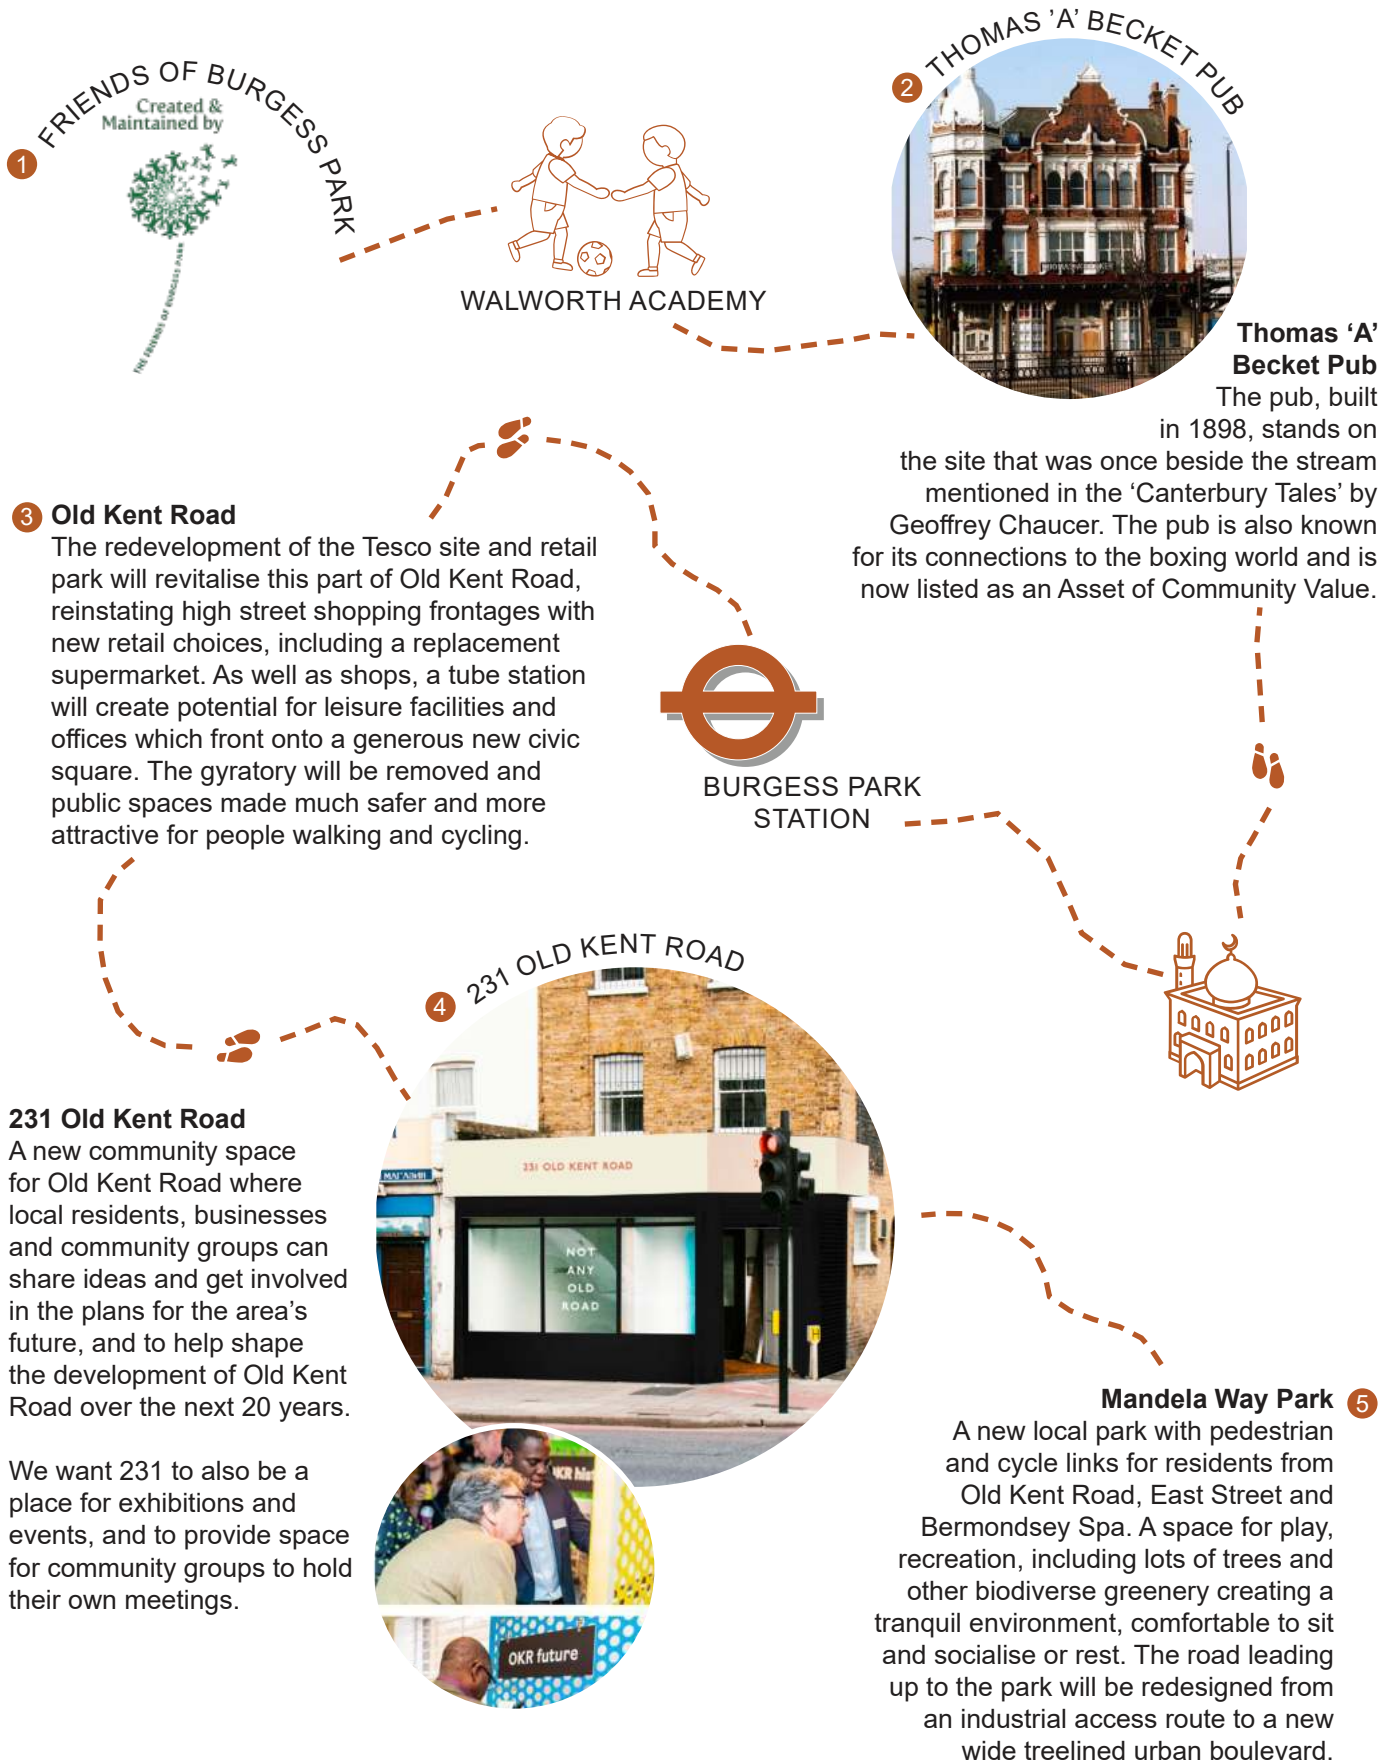 1 FRIENDS OF BURGESS PARK
Created &
Maintained by
THE FRIENDS OF BURGESS PARK
WALWORTH ACADEMY
2 THOMAS ’A’ BECKET PUB
Thomas ‘A’
Becket Pub
The pub, built
in 1898, stands on
the site that was once beside the stream
mentioned in the ‘Canterbury Tales’ by
Geoffrey Chaucer. The pub is also known
for its connections to the boxing world and is
now listed as an Asset of Community Value.
3 Old Kent Road
The redevelopment of the Tesco site and retail
park will revitalise this part of Old Kent Road,
reinstating high street shopping frontages with
new retail choices, including a replacement
supermarket. As well as shops, a tube station
will create potential for leisure facilities and
offices which front onto a generous new civic
square. The gyratory will be removed and
public spaces made much safer and more
attractive for people walking and cycling.
BURGESS PARK
STATION
4 231 OLD KENT ROAD
231 OLD KENT ROAD
NOT
ANY
OLD
ROAD
H
231 Old Kent Road
A new community space
for Old Kent Road where
local residents, businesses
and community groups can
share ideas and get involved
in the plans for the area’s
future, and to help shape
the development of Old Kent
Road over the next 20 years.
We want 231 to also be a
place for exhibitions and
events, and to provide space
for community groups to hold
their own meetings.
OKR future
Mandela Way Park 5
A new local park with pedestrian
and cycle links for residents from
Old Kent Road, East Street and
Bermondsey Spa. A space for play,
recreation, including lots of trees and
other biodiverse greenery creating a
tranquil environment, comfortable to sit
and socialise or rest. The road leading
up to the park will be redesigned from
an industrial access route to a new
wide treelined urban boulevard.